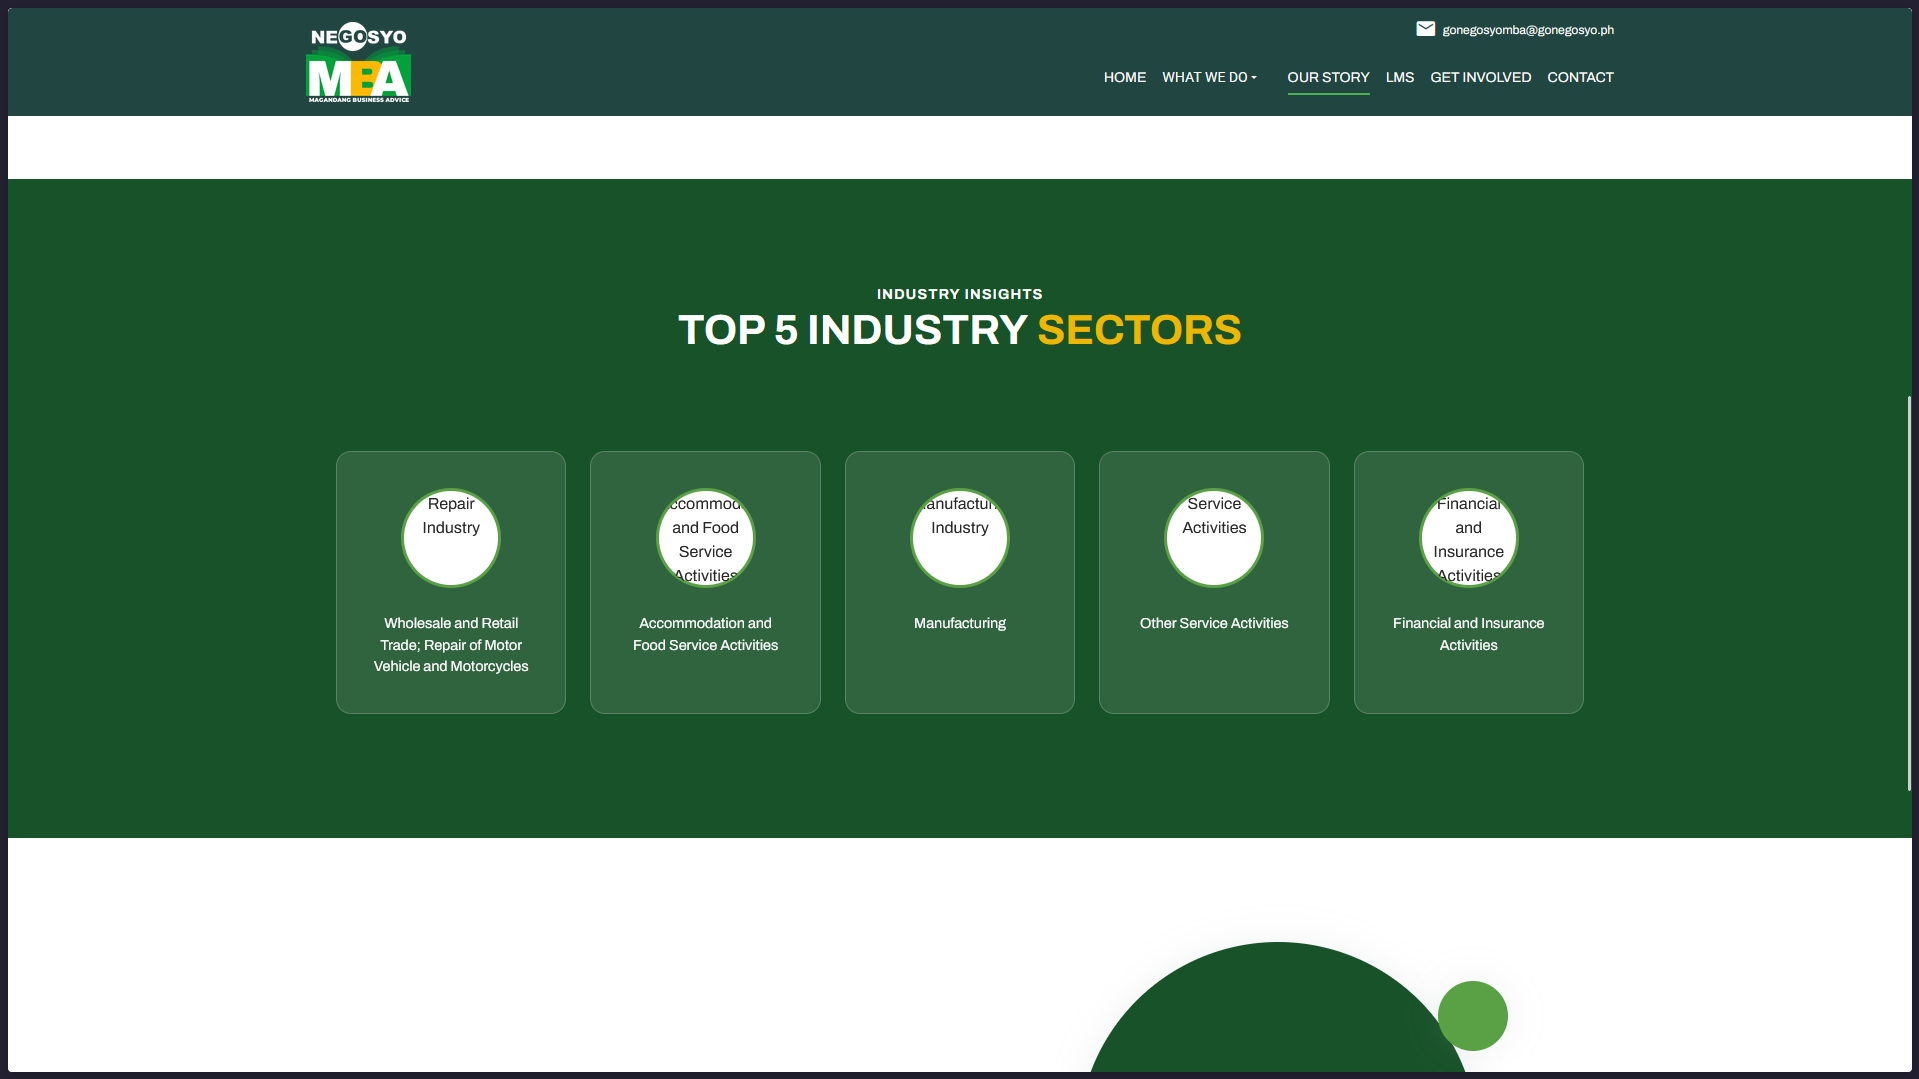 NEGOSYO
MBA
MAGANDANG BUSINESS ADVICE
gonegosyomba@gonegosyo.ph
HOME WHAT WE DO OUR STORY LMS GET INVOLVED CONTACT
INDUSTRY INSIGHTS
TOP 5 INDUSTRY SECTORS
Repair
Industry
Wholesale and Retail
Trade; Repair of Motor
Vehicle and Motorcycles
and Food
Service
Activities
Accommodation and
Food Service Activities
Industry
Manufacturing
Service
Activities
Other Service Activities
Financial
and
Insurance
Activities
Financial and Insurance
Activities